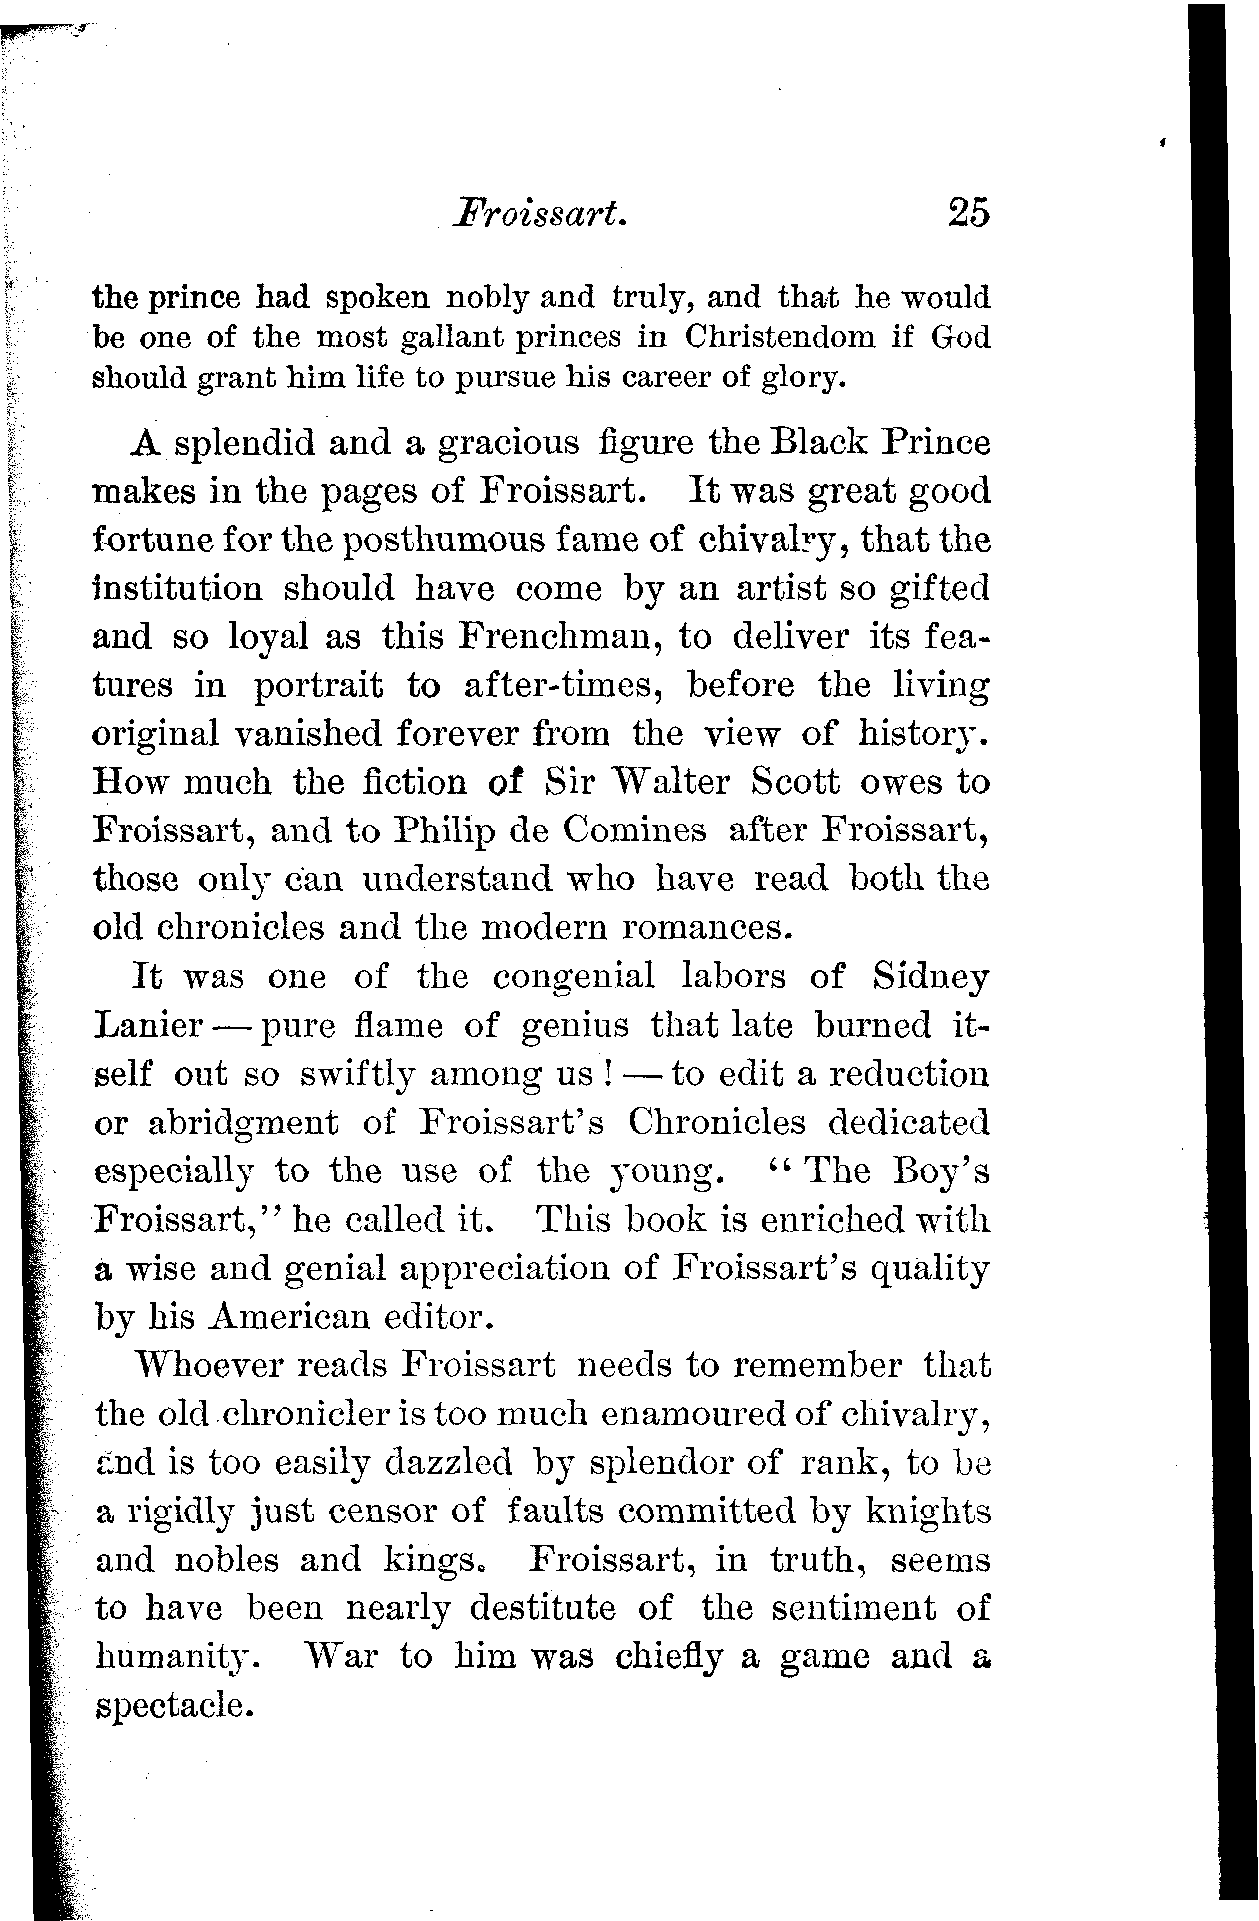 Froissart. 25
the prince had spoken nobly and truly, and that he would
be one of the most gallant princes in Christendom if God
should grant him life to pursue his career of glory.
A splendid and a gracious figure the Black Prince
makes in the pages of Froissart. It was great good
fortune for the posthumous fame of chivalry, that the
institution should have come by an artist so gifted
and so loyal as this Frenchman, to deliver its fea-
tures in portrait to after-times, before the living
original vanished forever from the view of history.
How much the fiction of Sir Walter Scott owes to
Froissart, and to Philip de Comines after Froissart,
those only can understand who have read both the
old chronicles and the modern romances.
It was one of the congenial labors of Sidney
Lanier — pure flame of genius that late burned it-
self out so swiftly among us! — to edit a reduction
or abridgment of Froissart's Chronicles dedicated
especially to the use of the young. "The Boy's
Froissart," he called it. This book is enriched with
a wise and genial appreciation of Froissart's quality
by his American editor.
Whoever reads Froissart needs to remember that
the old chronicler is too much enamoured of chivalry,
and is too easily dazzled by splendor of rank, to be
a rigidly just censor of faults committed by knights
and nobles and kings. Froissart, in truth, seems
to have been nearly destitute of the sentiment of
humanity. War to him was chiefly a game and a
spectacle.